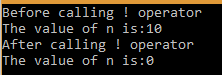 Before calling ! operator
The value of n is:10
After calling ! operator
The value of n is:0